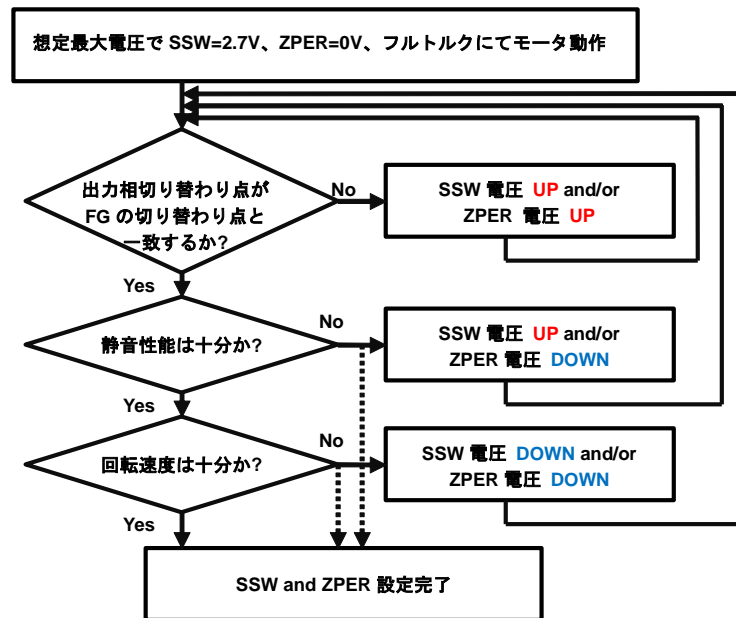 想定最大電圧で SSW=2.7V、ZPER=0V、フルトルクにてモータ動作
出力相切り替わり点が
FG の切り替わり点と
一致するか?
No
SSW 電圧 UP and/or
ZPER 電圧 UP
Yes
静音性能は十分か?
No
SSW 電圧 UP and/or
ZPER 電圧 DOWN
Yes
回転速度は十分か?
No
SSW 電圧 DOWN and/or
ZPER 電圧 DOWN
Yes
SSW and ZPER 設定完了